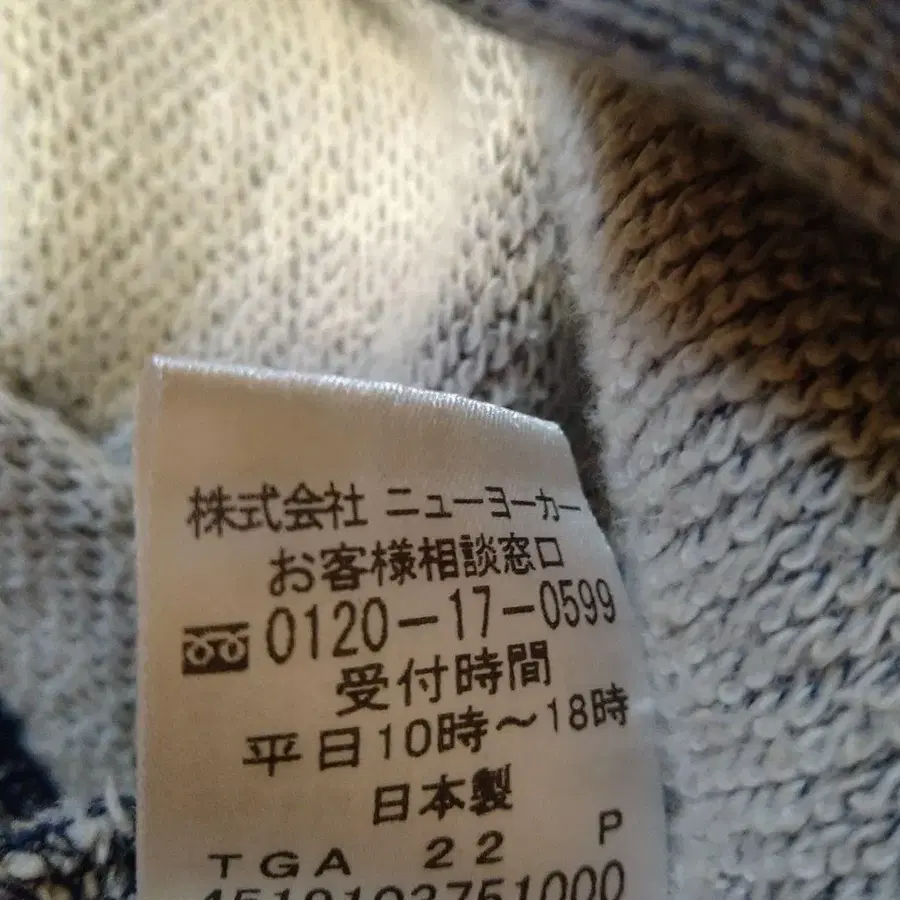 株式会社 ニューヨーカー
お客様相談窓口
0120-17-0599
受付時間
平日10時～18時
日本製
TGA 22 P